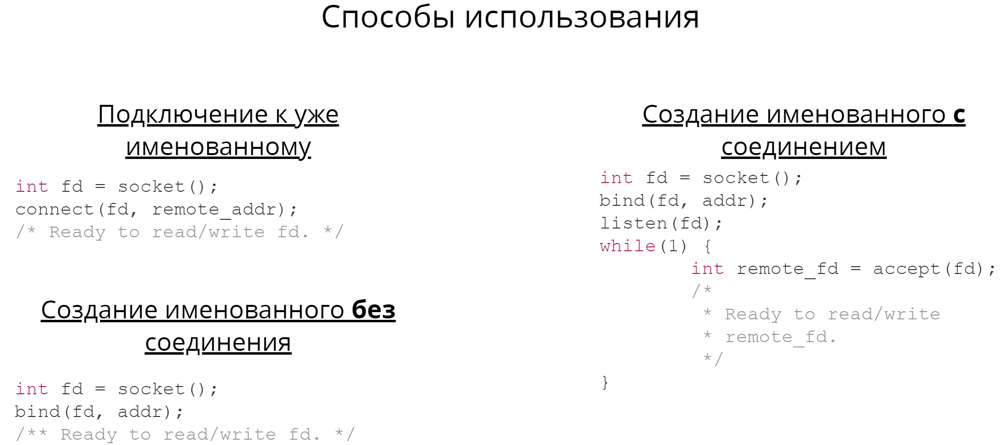 Способы использования
Подключение к уже
именованному
int fd = socket();
connect(fd, remote_addr);
/* Ready to read/write fd. */
Создание именованного без
соединения
int fd = socket();
bind(fd, addr);
/** Ready to read/write fd. */
Создание именованного с
соединением
int fd = socket();
bind(fd, addr);
listen(fd);
while(1) {
int remote_fd = accept(fd);
/*
* Ready to read/write
* remote_fd.
*/
}